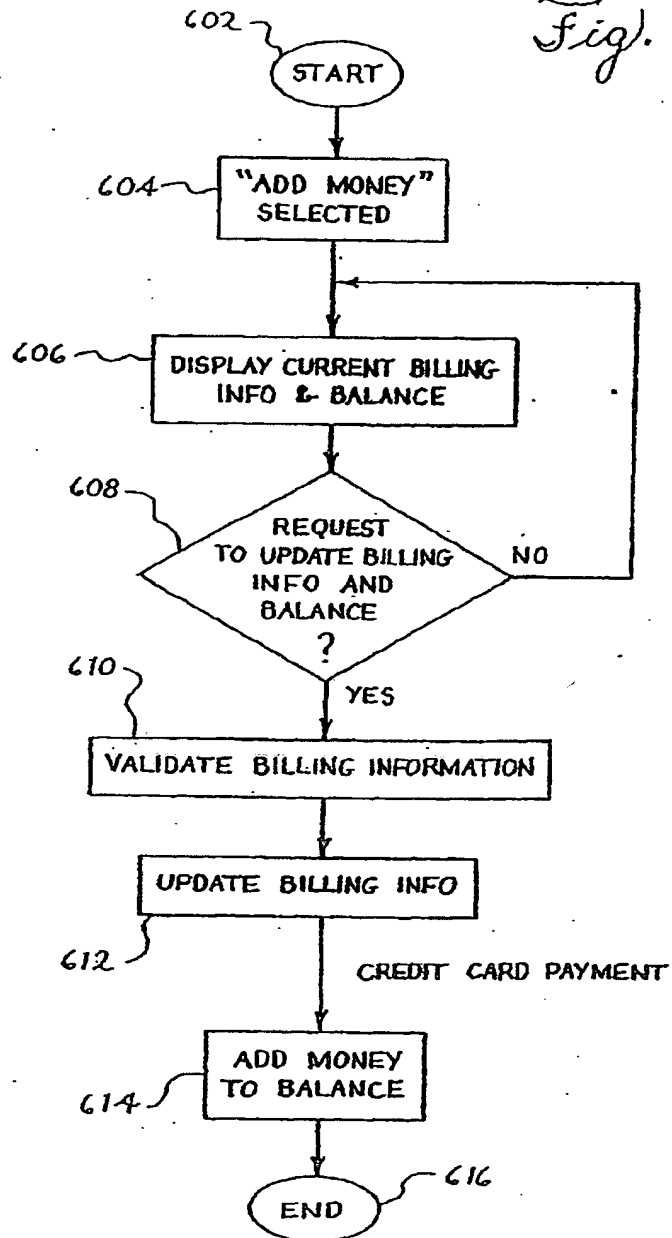 Fig.
602
START
604
"ADD MONEY"
SELECTED
606
DISPLAY CURRENT BILLING
INFO & BALANCE
608
REQUEST
TO UPDATE BILLING
INFO AND
BALANCE
?
NO
610
YES
VALIDATE BILLING INFORMATION
UPDATE BILLING INFO
612
CREDIT CARD PAYMENT
ADD MONEY
TO BALANCE
614
616
END